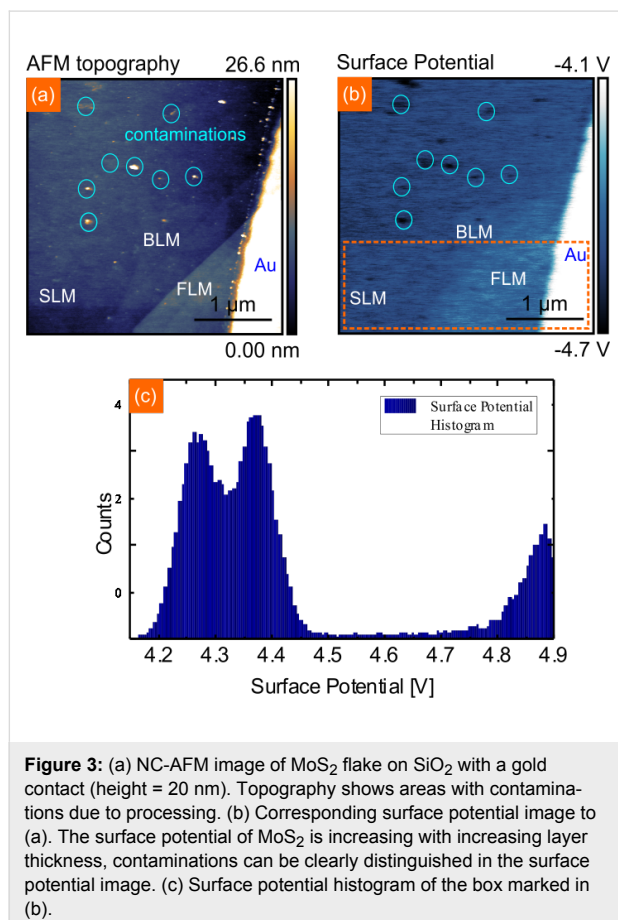 AFM topography 26.6 nm
(a)
contaminations
BLM
Au
SLM
FLM
1 µm
0.00 nm
Surface Potential -4.1 V
(b)
BLM
Au
SLM
FLM
1 µm
-4.7 V
(c)
Surface Potential
Histogram
4
2
0
Counts
4.2 4.3 4.4 4.5 4.6 4.7 4.8 4.9
Surface Potential [V]
Figure 3: (a) NC-AFM image of MoS₂ flake on SiO₂ with a gold
contact (height = 20 nm). Topography shows areas with contamina-
tions due to processing. (b) Corresponding surface potential image to
(a). The surface potential of MoS₂ is increasing with increasing layer
thickness, contaminations can be clearly distinguished in the surface
potential image. (c) Surface potential histogram of the box marked in
(b).